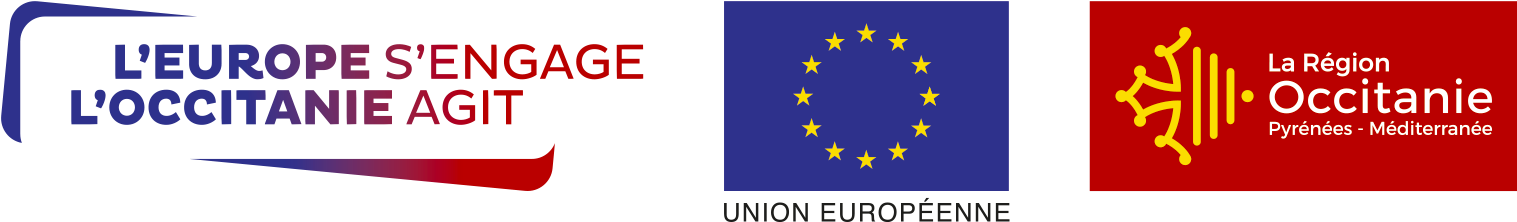 L'EUROPE S'ENGAGE
L'OCCITANIE AGIT
UNION EUROPÉENNE
La Région
Occitanie
Pyrénées - Méditerranée